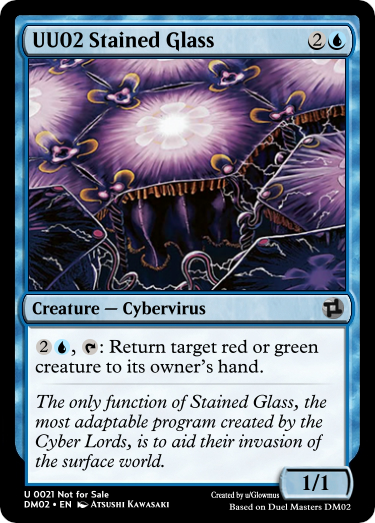 UU02 Stained Glass
2
Creature — Cybervirus
2 , : Return target red or green
creature to its owner's hand.
The only function of Stained Glass, the
most adaptable program created by the
Cyber Lords, is to aid their invasion of
the surface world.
1/1
U 0021 Not for Sale
DM02 • EN Atsushi Kawasaki
Created by u/Glowmus
Based on Duel Masters DM02